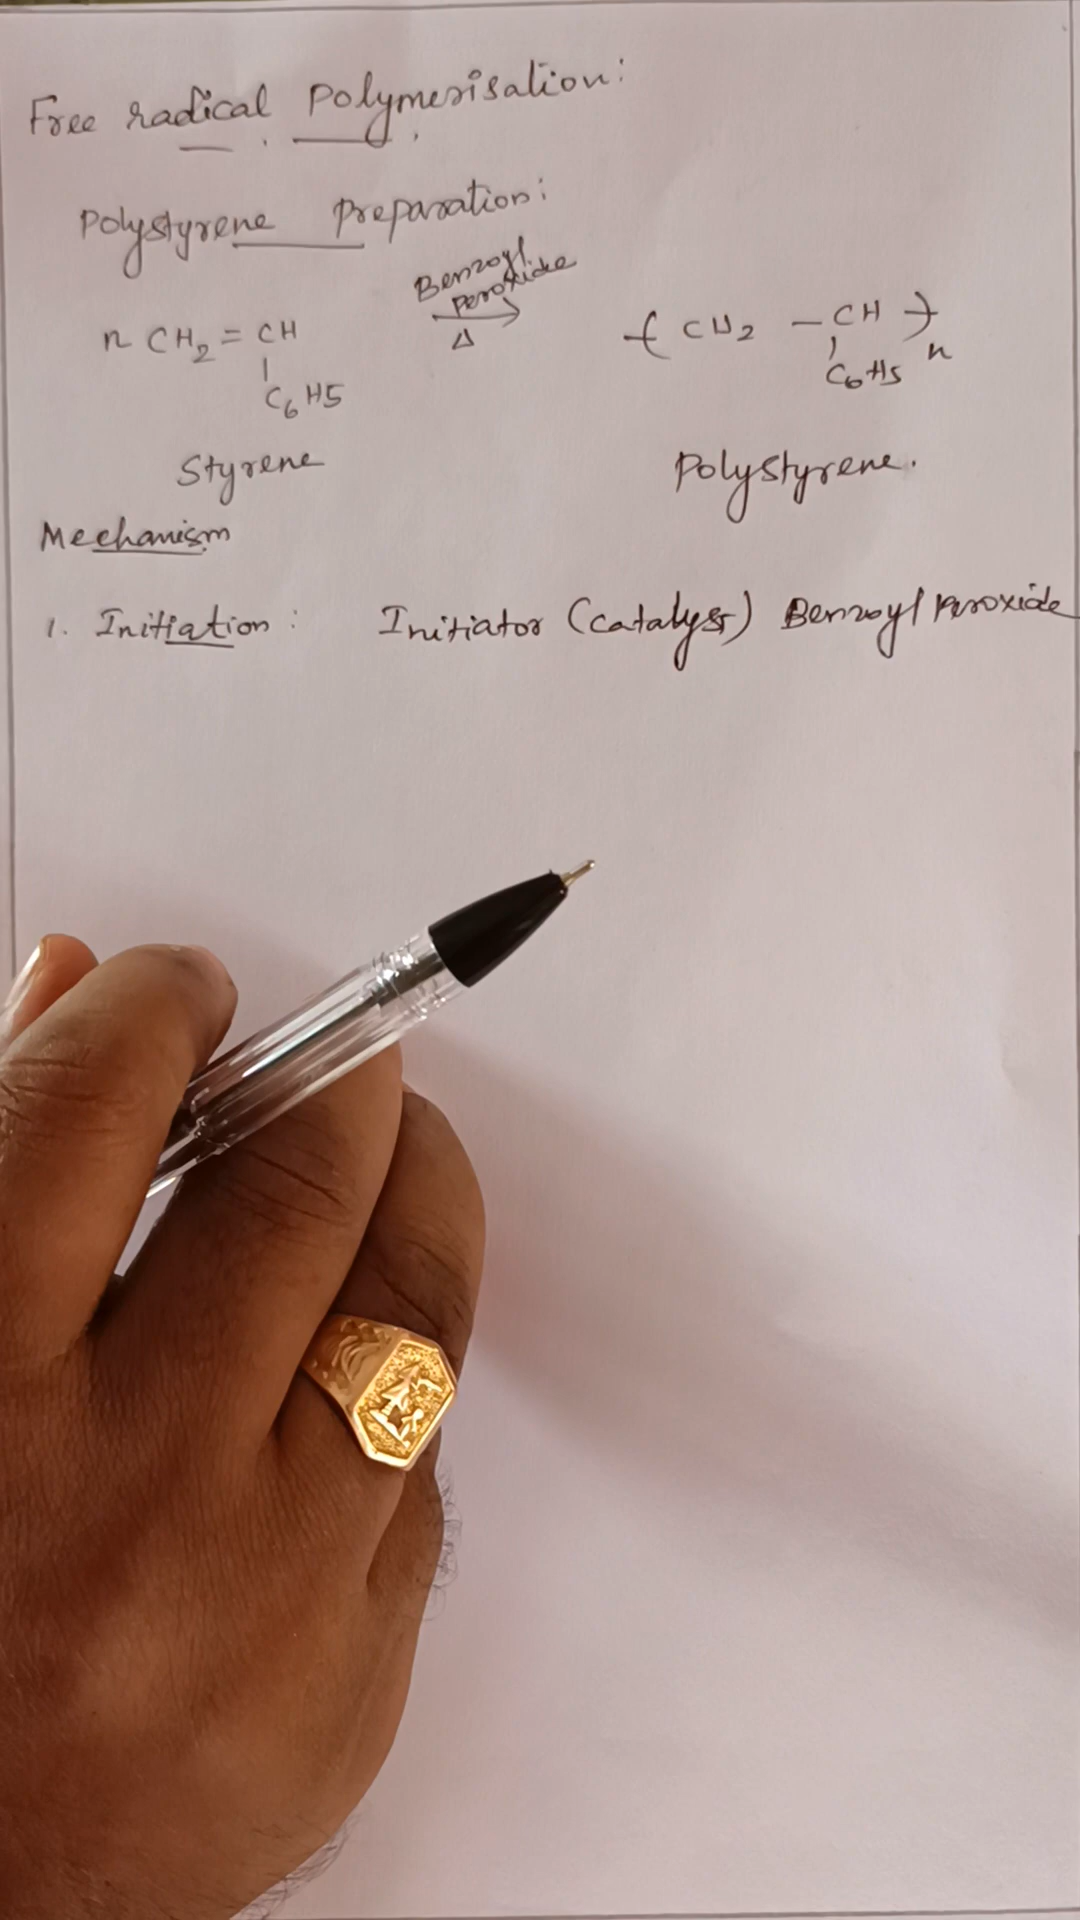 Free radical Polymerisation:
Polystyrene Preparation:
Benzoyl
peroxide
n CH2 = CH
Δ
( CH2 - CH ) n
C6H5
C6H5
Styrene
Polystyrene.
Mechanism
1. Initiation : Initiator (catalyst) Benzoyl Peroxide